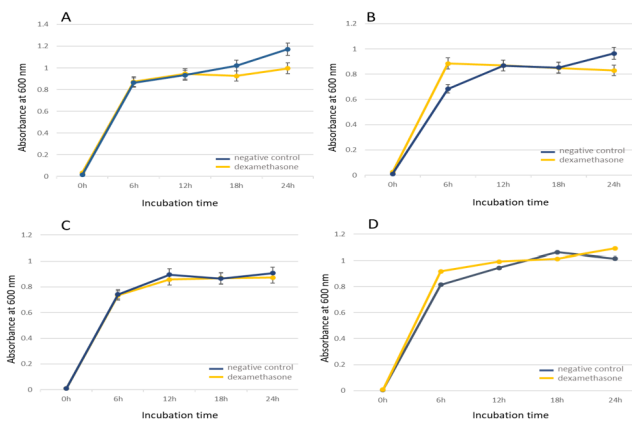 A
Absorbance at 600 nm
1.4
1.2
1
0.8
0.6
0.4
0.2
0
negative control
dexamethasone
0h 6h 12h 18h 24h
Incubation time
B
Absorbance at 600 nm
1.2
1
0.8
0.6
0.4
0.2
0
negative control
dexamethasone
0h 6h 12h 18h 24h
Incubation time
C
Absorbance at 600 nm
1.2
1
0.8
0.6
0.4
0.2
0
negative control
dexamethasone
0h 6h 12h 18h 24h
Incubation time
D
Absorbance at 600 nm
1.2
1
0.8
0.6
0.4
0.2
0
negative control
dexamethasone
0h 6h 12h 18h 24h
Incubation time